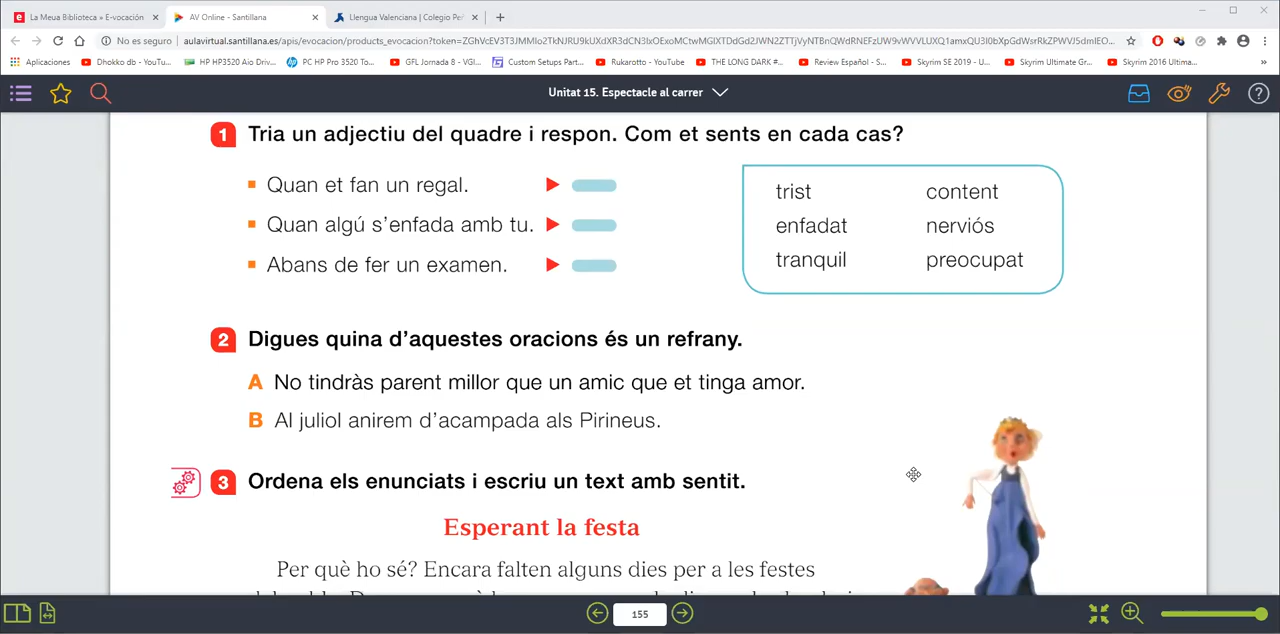 La Meua Biblioteca » E-vocación
AV Online - Santillana
Llengua Valenciana | Colegio Pe
No es seguro
aulavirtual.santillana.es/apis/evocacion/products_evocacion?token=
Aplicaciones
Dhokko db - YouTu...
HP HP3520 Aio Driv...
PC HP Pro 3520 To...
GFL Jornada 8 - VGI...
Custom Setups Part...
Rukarotto - YouTube
THE LONG DARK #...
Review Español - S...
Skyrim SE 2019 - U...
Skyrim Ultimate Gr...
Skyrim 2016 Ultima...
»
Unitat 15. Espectacle al carrer
1 Tria un adjectiu del quadre i respon. Com et sents en cada cas?
Quan et fan un regal.
Quan algú s'enfada amb tu.
Abans de fer un examen.
trist content
enfadat nerviós
tranquil preocupat
2 Digues quina d'aquestes oracions és un refrany.
A No tindràs parent millor que un amic que et tinga amor.
B Al juliol anirem d'acampada als Pirineus.
3 Ordena els enunciats i escriu un text amb sentit.
Esperant la festa
Per què ho sé? Encara falten alguns dies per a les festes
155